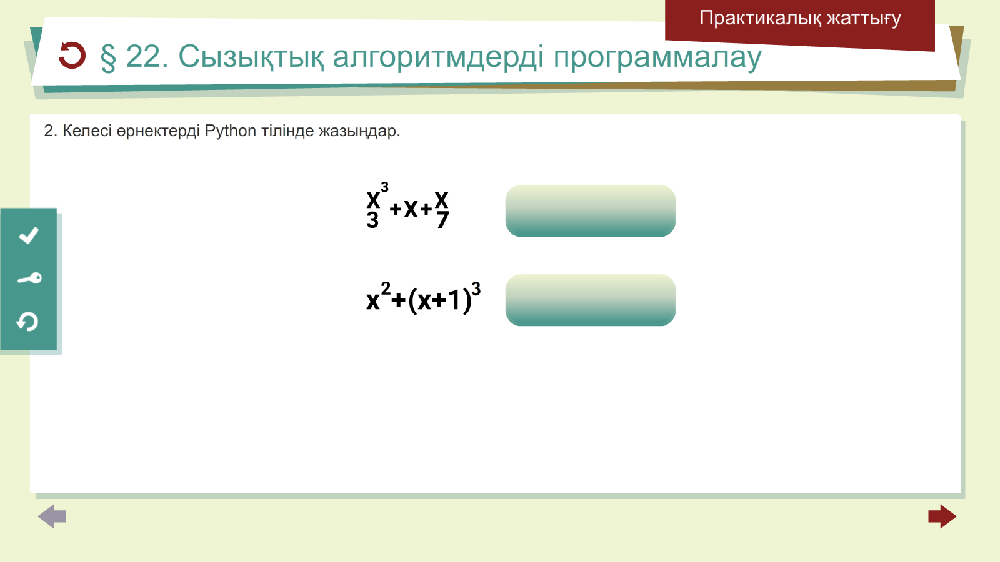 Практикалық жаттығу
§ 22. Сызықтық алгоритмдерді программалау
2. Келесі өрнектерді Python тілінде жазыңдар.
x³/3+x+x/7
x²+(x+1)³